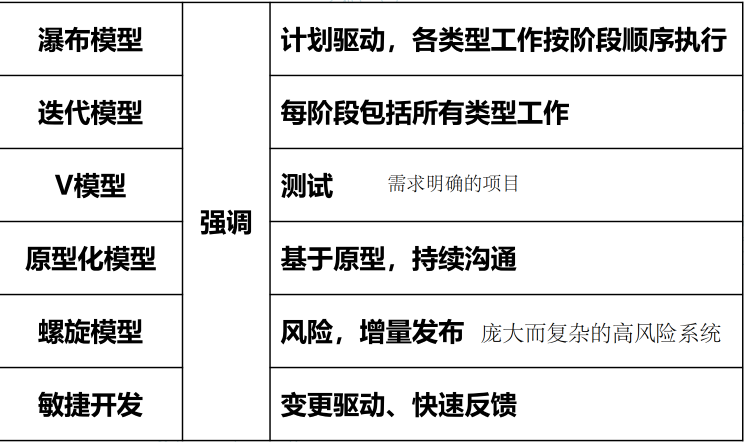 瀑布模型 计划驱动，各类型工作按阶段顺序执行
迭代模型 每阶段包括所有类型工作
V模型 测试 需求明确的项目
强调
原型化模型 基于原型，持续沟通
螺旋模型 风险，增量发布 庞大而复杂的高风险系统
敏捷开发 变更驱动、快速反馈